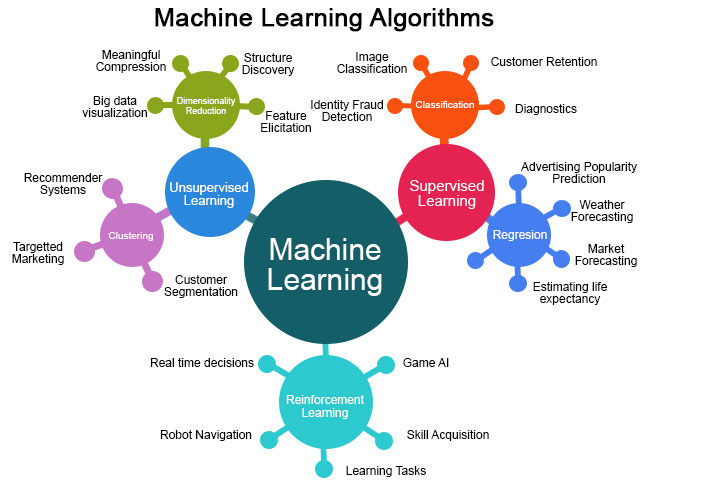 Machine Learning Algorithms
Meaningful
Compression
Structure
Discovery
Big data
visualization
Dimensionality
Reduction
Feature
Elicitation
Image
Classification
Customer Retention
Identity Fraud
Detection
Classification
Diagnostics
Recommender
Systems
Unsupervised
Learning
Clustering
Targetted
Marketing
Customer
Segmentation
Machine
Learning
Supervised
Learning
Advertising Popularity
Prediction
Weather
Forecasting
Regresion
Market
Forecasting
Estimating life
expectancy
Real time decisions
Game AI
Reinforcement
Learning
Robot Navigation
Skill Acquisition
Learning Tasks